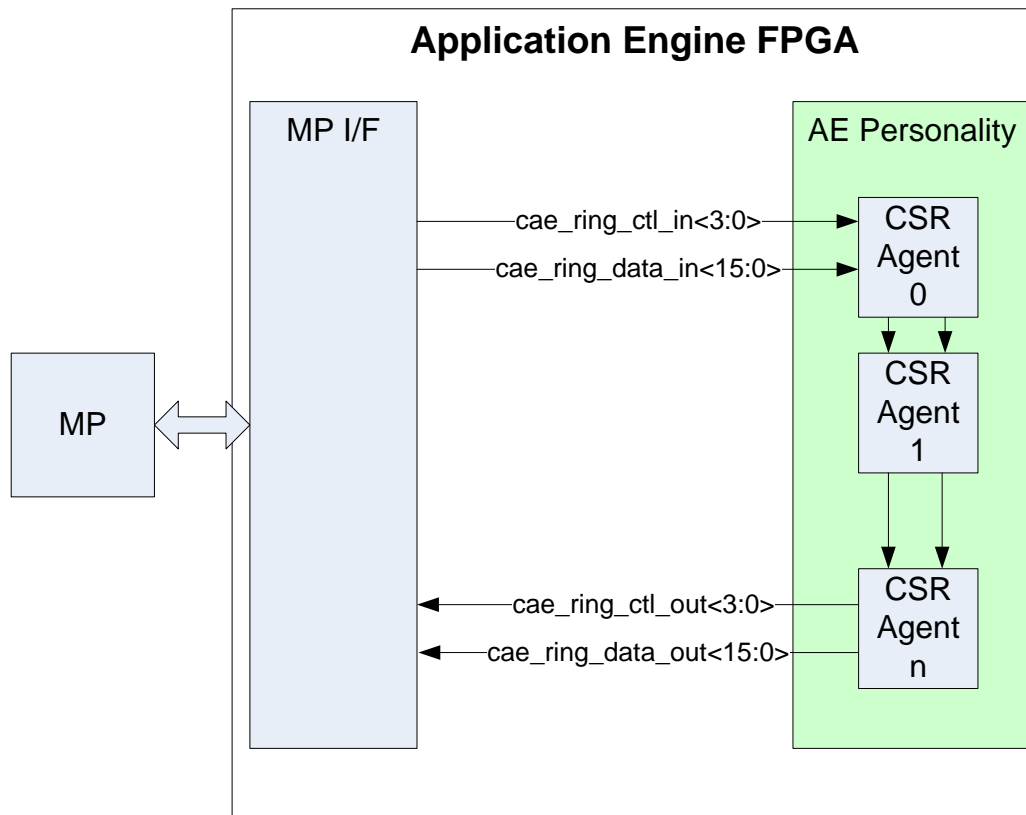 Application Engine FPGA
MP I/F
AE Personality
cae_ring_ctl_in<3:0>
cae_ring_data_in<15:0>
CSR
Agent
0
MP
CSR
Agent
1
cae_ring_ctl_out<3:0>
cae_ring_data_out<15:0>
CSR
Agent
n